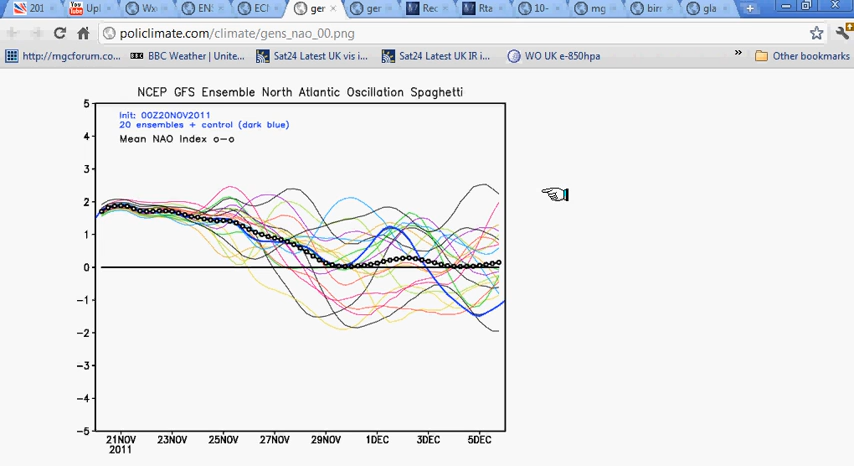 201
Upl
Wx
EN
ECI
ger
ger
Rec
Rta
10-
mg
birr
gla
policlimate.com/climate/gens_nao_00.png
http://mgcforum.co...
BBC Weather | Unite...
Sat24 Latest UK vis i...
Sat24 Latest UK IR i...
WO UK e-850hpa
»
Other bookmarks
NCEP GFS Ensemble North Atlantic Oscillation Spaghetti
Init: 00Z20NOV2011
20 ensembles + control (dark blue)
Mean NAO Index o—o
5
4
3
2
1
0
-1
-2
-3
-4
-5
21NOV 23NOV 25NOV 27NOV 29NOV 1DEC 3DEC 5DEC
2011